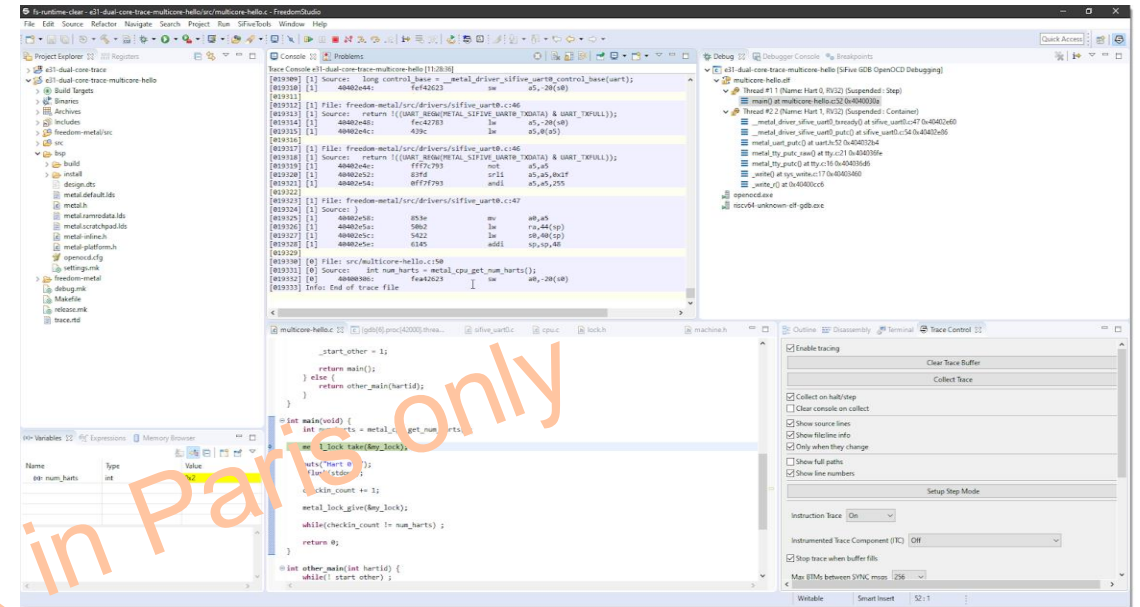 fs-runtime-clear - e31-dual-core-trace-multicore-hello/src/multicore-hello.c - FreedomStudio
File Edit Source Refactor Navigate Search Project Run SiFiveTools Window Help
Quick Access
Project Explorer Registers
e31-dual-core-trace
e31-dual-core-trace-multicore-hello
Build Targets
Binaries
Archives
Includes
freedom-metal/src
src
bsp
build
install
design.dts
metal.default.lds
metal.h
metal.ramrodata.lds
metal.scratchpad.lds
metal-inline.h
metal-platform.h
openocd.cfg
settings.mk
freedom-metal
debug.mk
Makefile
release.mk
trace.rtd
Console Problems
Trace Console e31-dual-core-trace-multicore-hello [11:28:36]
[019309] [1] Source: long control_base = __metal_driver_sifive_uart0_control_base(uart);
[019310] [1] 40402e44: fef42623 sw a5,-20(s0)
[019311]
[019312] [1] File: freedom-metal/src/drivers/sifive_uart0.c:46
[019313] [1] Source: return !((UART_REGW(METAL_SIFIVE_UART0_TXDATA) & UART_TXFULL));
[019314] [1] 40402e48: fec42783 lw a5,-20(s0)
[019315] [1] 40402e4c: 439c lw a5,0(a5)
[019316]
[019317] [1] File: freedom-metal/src/drivers/sifive_uart0.c:46
[019318] [1] Source: return !((UART_REGW(METAL_SIFIVE_UART0_TXDATA) & UART_TXFULL));
[019319] [1] 40402e4e: fff7c793 not a5,a5
[019320] [1] 40402e52: 83fd srli a5,a5,0x1f
[019321] [1] 40402e54: 0ff7f793 andi a5,a5,255
[019322]
[019323] [1] File: freedom-metal/src/drivers/sifive_uart0.c:47
[019324] [1] Source: }
[019325] [1] 40402e58: 853e mv a0,a5
[019326] [1] 40402e5a: 50b2 lw ra,44(sp)
[019327] [1] 40402e5c: 5422 lw s0,40(sp)
[019328] [1] 40402e5e: 6145 addi sp,sp,48
[019329]
[019330] [0] File: src/multicore-hello.c:50
[019331] [0] Source: int num_harts = metal_cpu_get_num_harts();
[019332] [0] 40400306: fea42623 sw a0,-20(s0)
[019333] Info: End of trace file
Debug Debugger Console Breakpoints
e31-dual-core-trace-multicore-hello [SiFive GDB OpenOCD Debugging]
multicore-hello.elf
Thread #1 1 (Name: Hart 0, RV32) (Suspended : Step)
main() at multicore-hello.c:52 0x4040030a
Thread #2 2 (Name: Hart 1, RV32) (Suspended : Container)
__metal_driver_sifive_uart0_txready() at sifive_uart0.c:47 0x40402e60
__metal_driver_sifive_uart0_putc() at sifive_uart0.c:54 0x40402e86
metal_uart_putc() at uart.h:52 0x404032b4
metal_tty_putc_raw() at tty.c:21 0x404036fe
metal_tty_putc() at tty.c:16 0x404036d6
_write() at sys_write.c:17 0x40403460
_write_r() at 0x40400cc6
openocd.exe
riscv64-unknown-elf-gdb.exe
Variables Expressions Memory Browser
Name Type Value
num_harts int 0x2
multicore-hello.c [gdb[6].proc[42000].threa... sifive_uart0.c cpu.c lock.h machine.h
_start_other = 1;
return main();
} else {
return other_main(hartid);
}
}
int main(void) {
int num_harts = metal_cpu_get_num_harts
metal_lock_take(&my_lock);
puts("Hart 0
fflush(stdout);
checkin_count += 1;
metal_lock_give(&my_lock);
while(checkin_count != num_harts) ;
return 0;
}
int other_main(int hartid) {
while(!_start_other) ;
Outline Disassembly Terminal Trace Control
Enable tracing
Clear Trace Buffer
Collect Trace
Collect on halt/step
Clear console on collect
Show source lines
Show file:line info
Only when they change
Show full paths
Show line numbers
Setup Step Mode
Instruction Trace On
Instrumented Trace Component (ITC) Off
Stop trace when buffer fills
Max BTMs between SYNC msgs 256
Writable Smart Insert 52 : 1
in Paris only